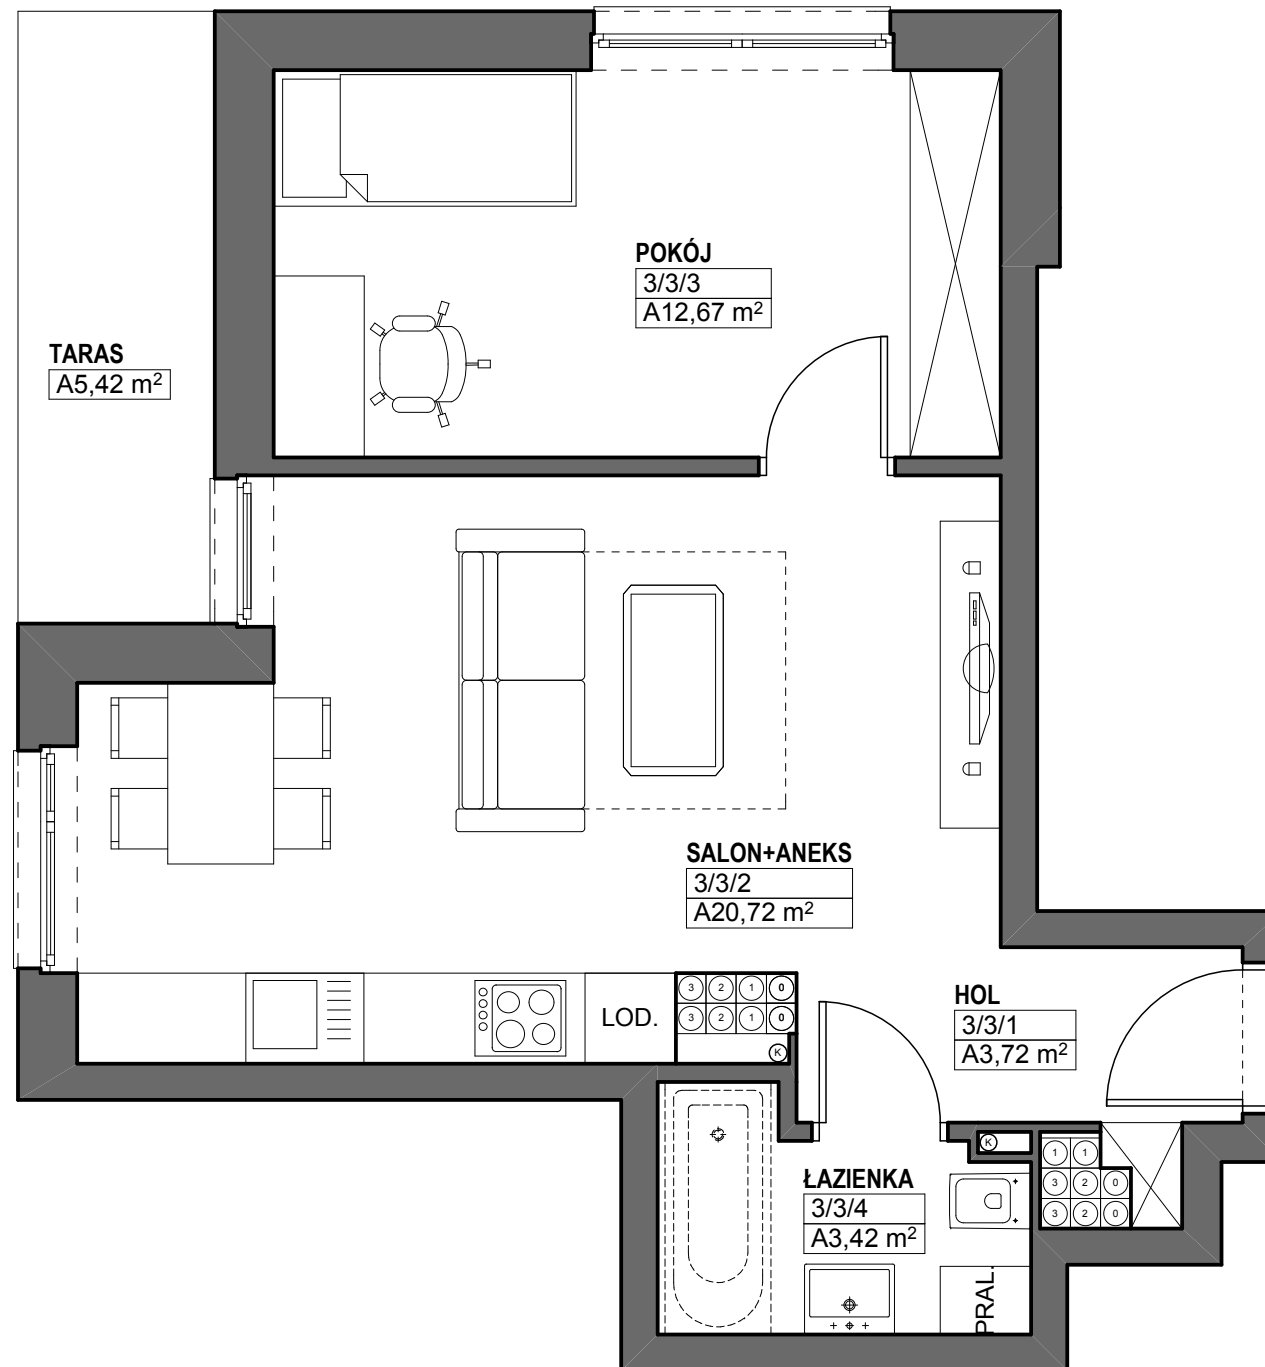 POKÓJ
3/3/3
A12,67 m²
TARAS
A5,42 m²
SALON+ANEKS
3/3/2
A20,72 m²
LOD.
3 2 1 0
3 2 1 0
K
HOL
3/3/1
A3,72 m²
K
1 1
3 2 0
3 2 0
ŁAZIENKA
3/3/4
A3,42 m²
PRAL.